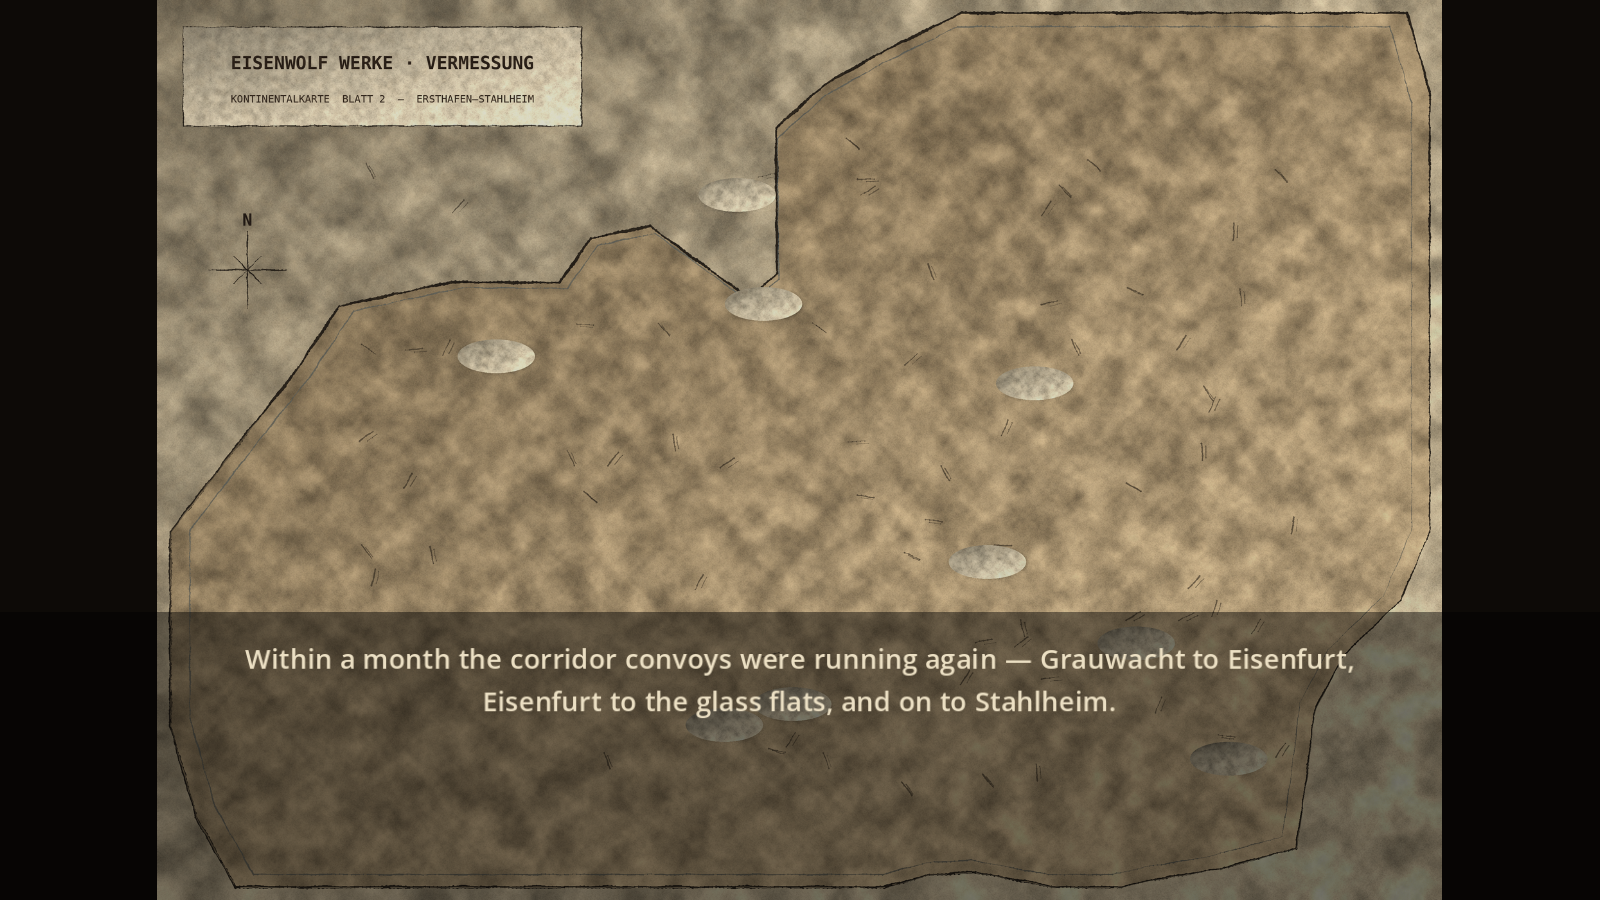 EISENWOLF WERKE · VERMESSUNG
KONTINENTALKARTE BLATT 2 — ERSTHAFEN—STAHLHEIM
N
Within a month the corridor convoys were running again — Grauwacht to Eisenfurt,
Eisenfurt to the glass flats, and on to Stahlheim.